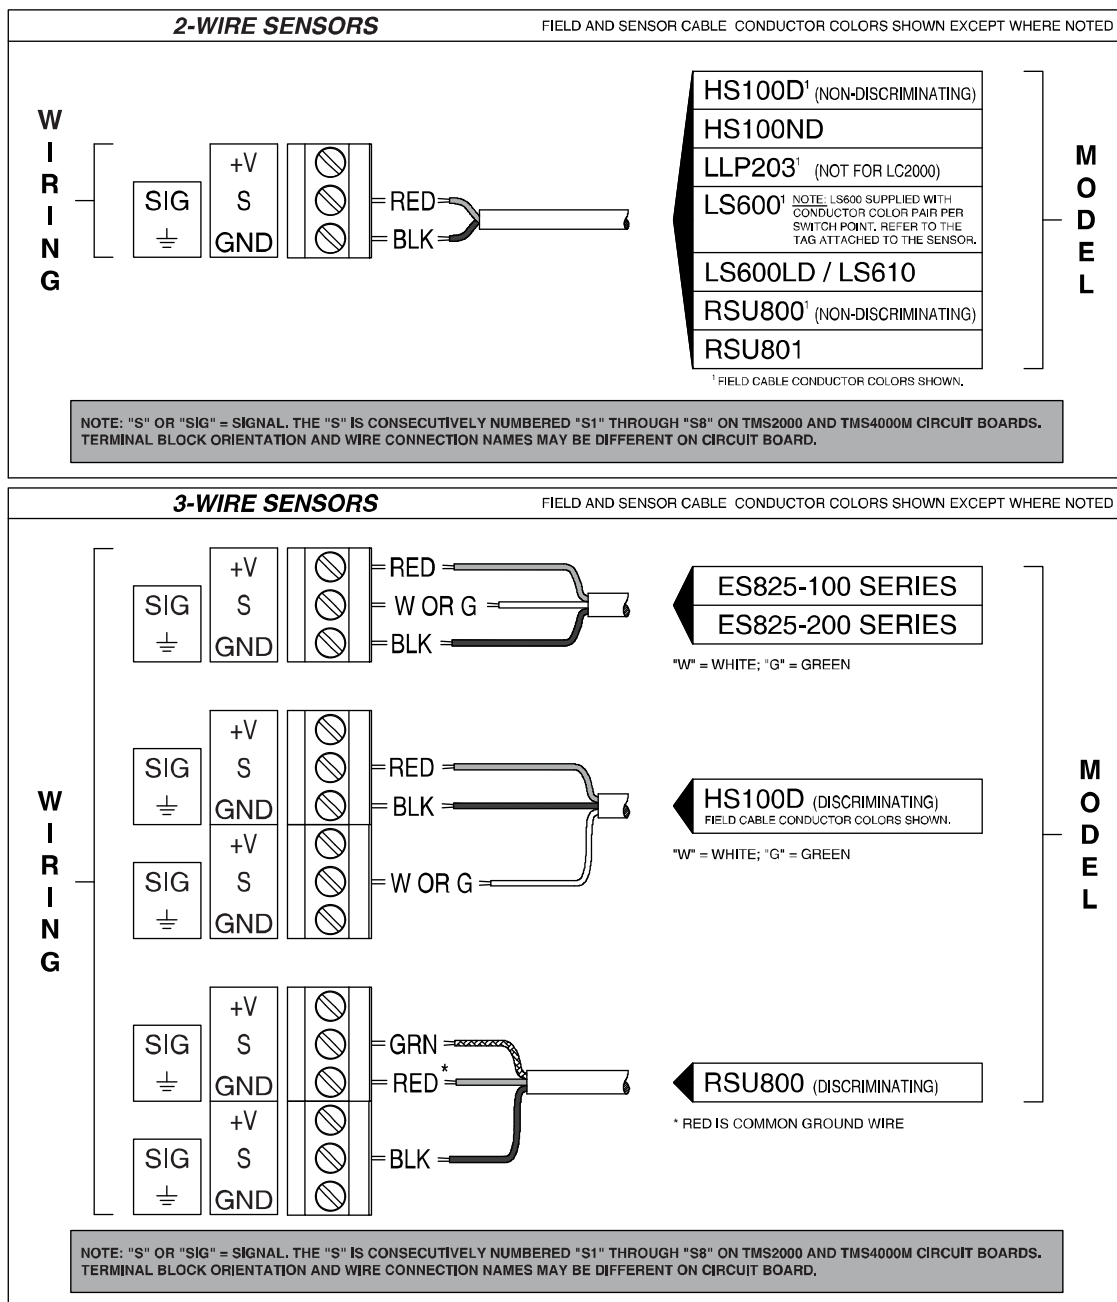 2-WIRE SENSORS
FIELD AND SENSOR CABLE CONDUCTOR COLORS SHOWN EXCEPT WHERE NOTED
WIRING
SIG
+V
S
GND
RED
BLK
HS100D¹ (NON-DISCRIMINATING)
HS100ND
LLP203¹ (NOT FOR LC2000)
LS600¹ NOTE: LS600 SUPPLIED WITH
CONDUCTOR COLOR PAIR PER
SWITCH POINT. REFER TO THE
TAG ATTACHED TO THE SENSOR.
LS600LD / LS610
RSU800¹ (NON-DISCRIMINATING)
RSU801
¹ FIELD CABLE CONDUCTOR COLORS SHOWN.
MODEL
NOTE: "S" OR "SIG" = SIGNAL. THE "S" IS CONSECUTIVELY NUMBERED "S1" THROUGH "S8" ON TMS2000 AND TMS4000M CIRCUIT BOARDS.
TERMINAL BLOCK ORIENTATION AND WIRE CONNECTION NAMES MAY BE DIFFERENT ON CIRCUIT BOARD.
3-WIRE SENSORS
FIELD AND SENSOR CABLE CONDUCTOR COLORS SHOWN EXCEPT WHERE NOTED
WIRING
SIG
+V
S
GND
RED
W OR G
BLK
ES825-100 SERIES
ES825-200 SERIES
"W" = WHITE; "G" = GREEN
SIG
+V
S
GND
RED
BLK
SIG
+V
S
GND
W OR G
HS100D (DISCRIMINATING)
FIELD CABLE CONDUCTOR COLORS SHOWN.
"W" = WHITE; "G" = GREEN
MODEL
SIG
+V
S
GND
GRN
RED*
SIG
+V
S
GND
BLK
RSU800 (DISCRIMINATING)
* RED IS COMMON GROUND WIRE
NOTE: "S" OR "SIG" = SIGNAL. THE "S" IS CONSECUTIVELY NUMBERED "S1" THROUGH "S8" ON TMS2000 AND TMS4000M CIRCUIT BOARDS.
TERMINAL BLOCK ORIENTATION AND WIRE CONNECTION NAMES MAY BE DIFFERENT ON CIRCUIT BOARD.